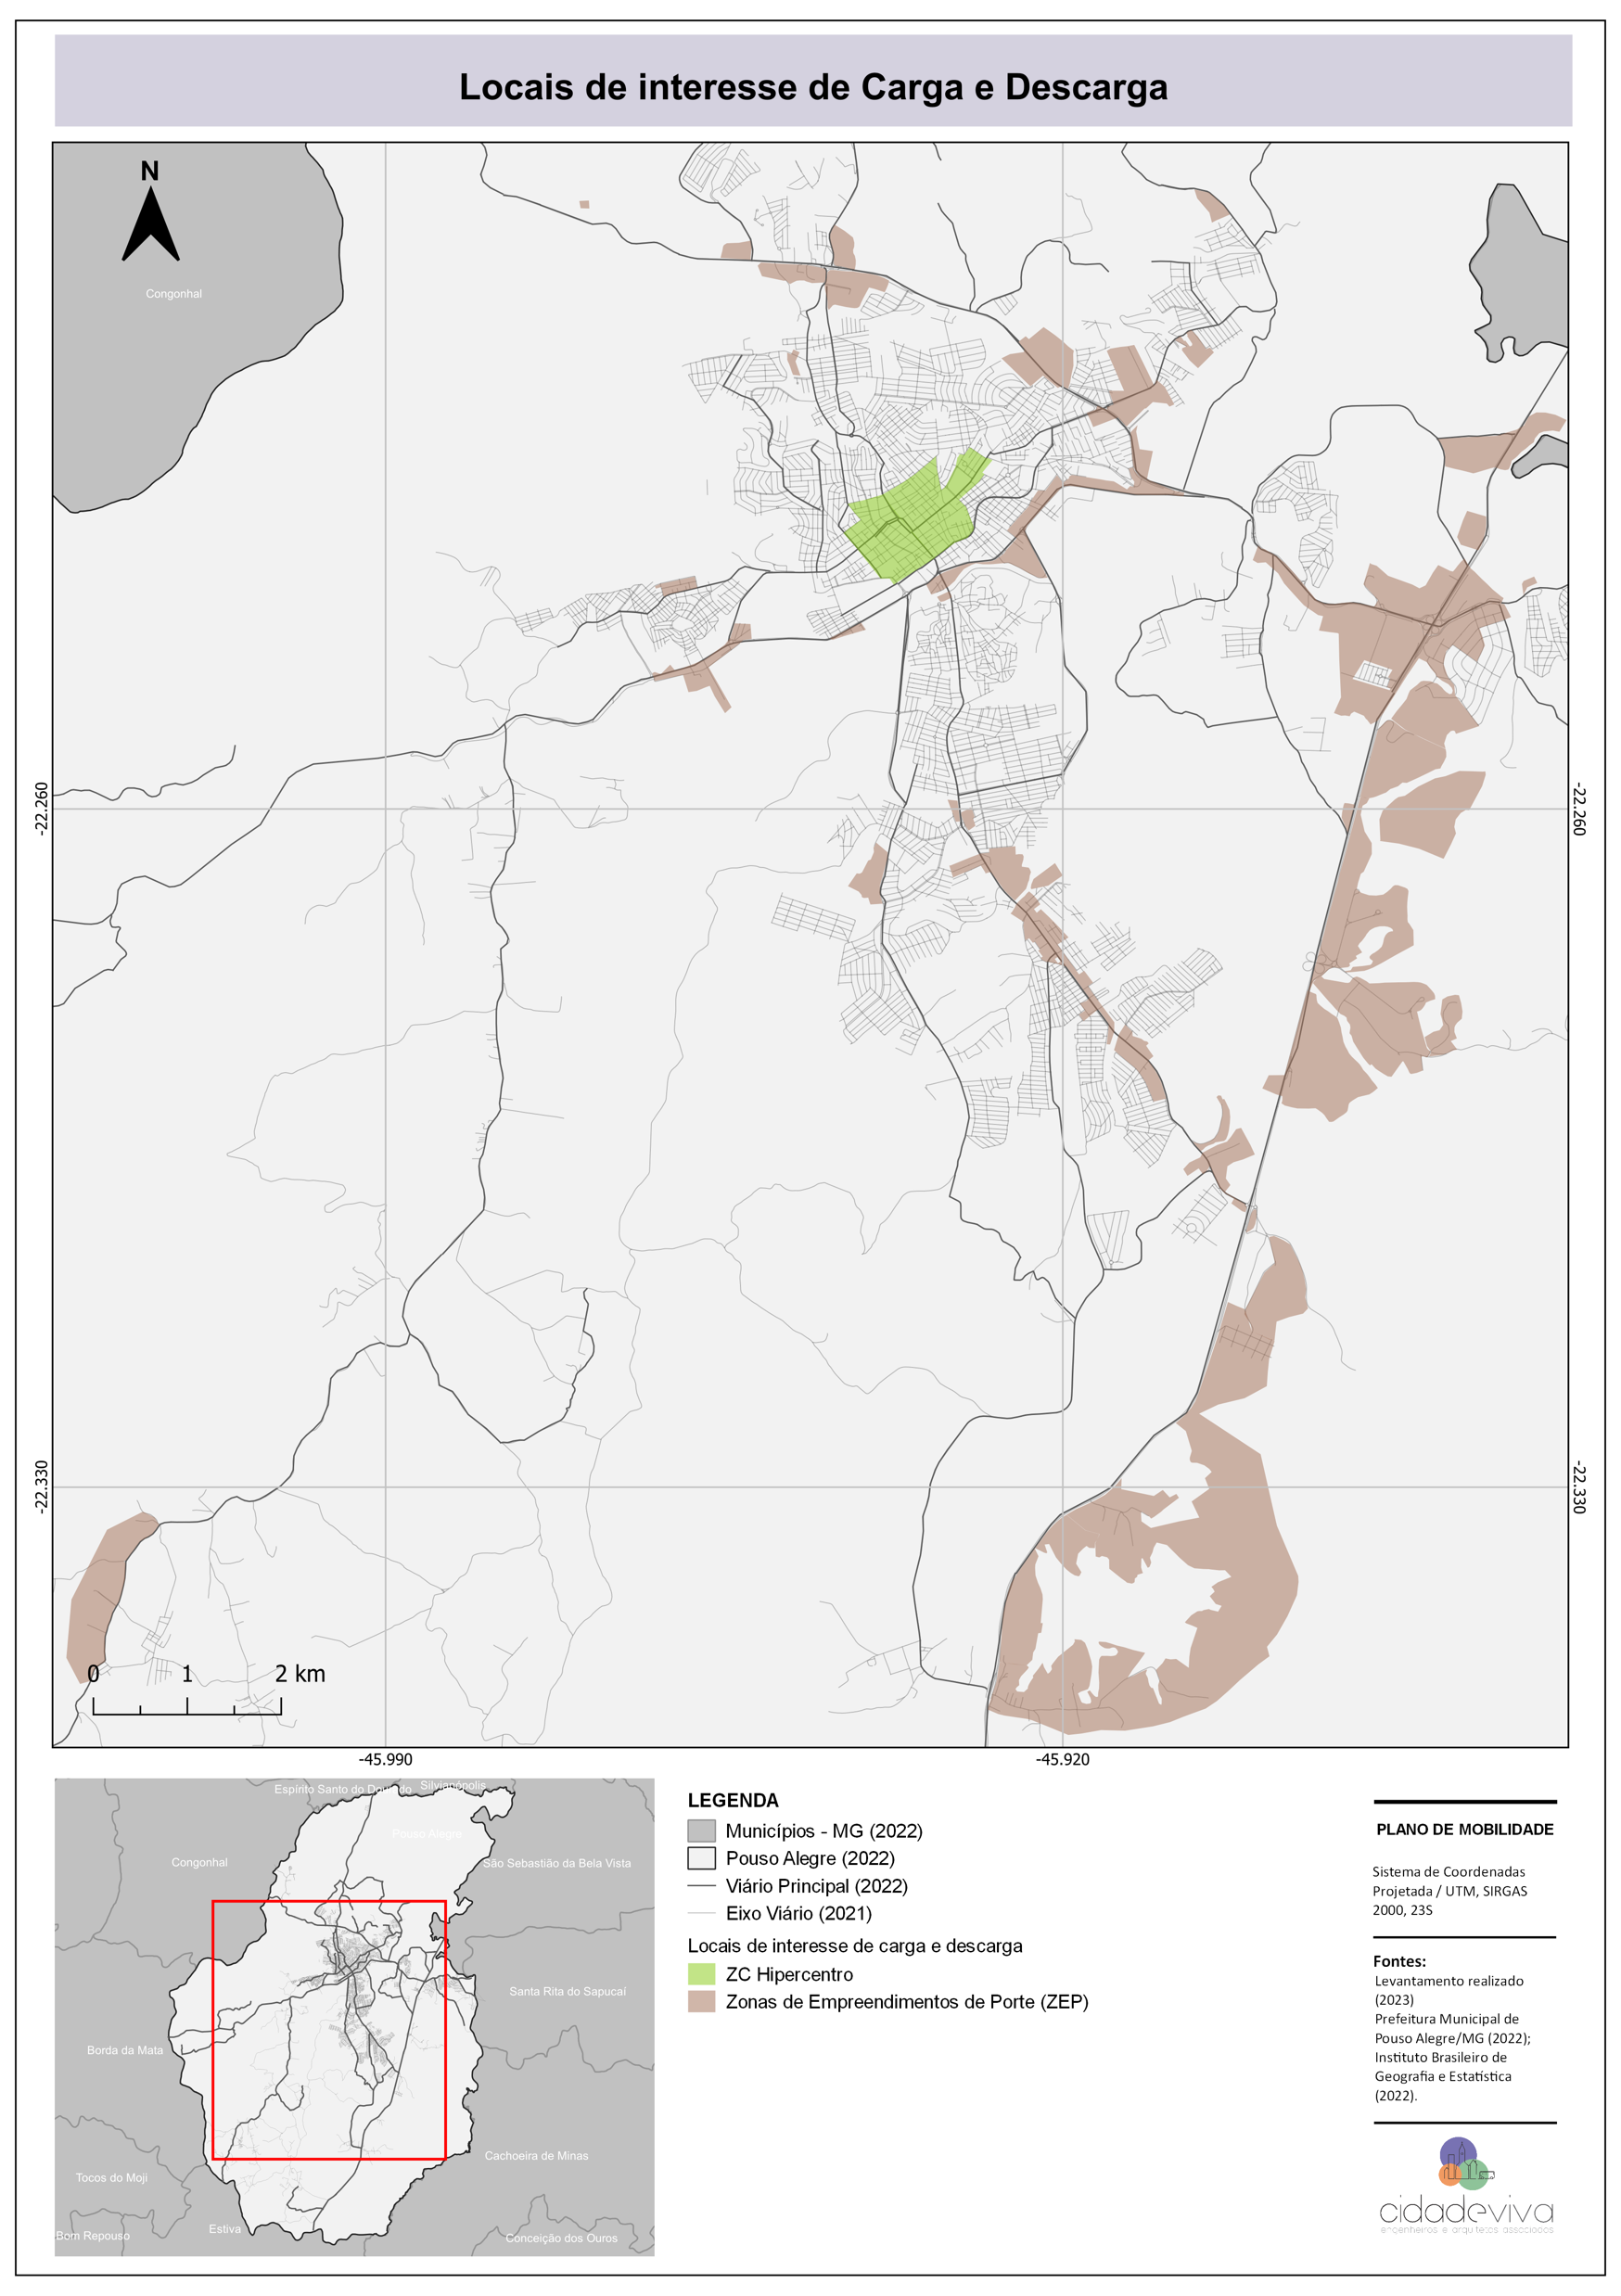 Locais de interesse de Carga e Descarga
N
Congonhal
-22.260
-22.260
-22.330
-22.330
0 1 2 km
-45.990
-45.920
Espírito Santo do Dourado
Silvianópolis
Pouso Alegre
Congonhal
São Sebastião da Bela Vista
Santa Rita do Sapucaí
Borda da Mata
Cachoeira de Minas
Tocos do Moji
Estiva
Bom Repouso
Conceição dos Ouros
LEGENDA
Municípios - MG (2022)
Pouso Alegre (2022)
Viário Principal (2022)
Eixo Viário (2021)
Locais de interesse de carga e descarga
ZC Hipercentro
Zonas de Empreendimentos de Porte (ZEP)
PLANO DE MOBILIDADE
Sistema de Coordenadas
Projetada / UTM, SIRGAS
2000, 23S
Fontes:
Levantamento realizado
(2023)
Prefeitura Municipal de
Pouso Alegre/MG (2022);
Instituto Brasileiro de
Geografia e Estatística
(2022).
cidadeviva
engenheiros e arquitetos associados